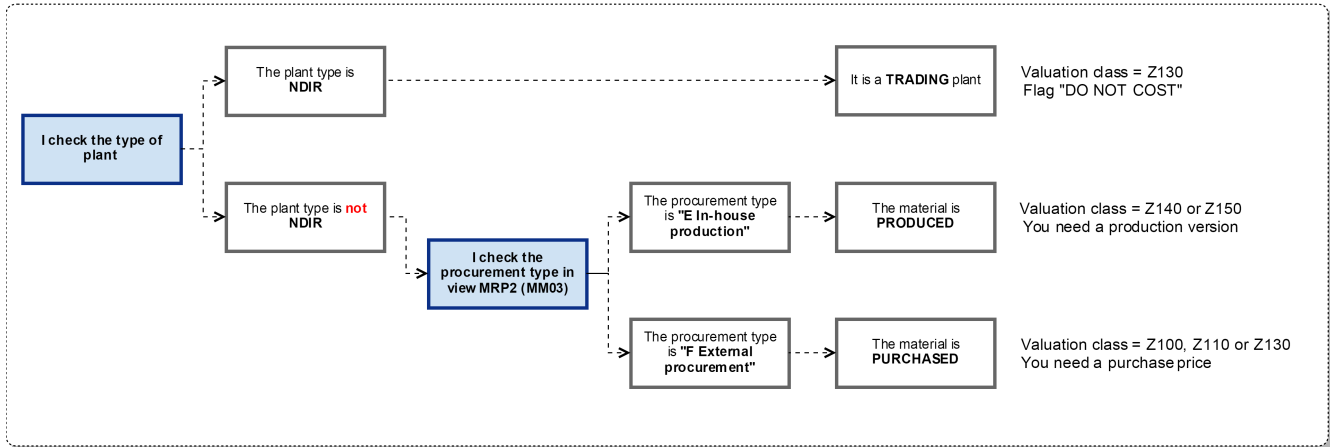 The plant type is
NDIR
It is a TRADING plant
Valuation class = Z130
Flag "DO NOT COST"
I check the type of
plant
The plant type is not
NDIR
The procurement type
is "E In-house
production"
The material is
PRODUCED
Valuation class = Z140 or Z150
You need a production version
I check the
procurement type in
view MRP2 (MM03)
The procurement type
is "F External
procurement"
The material is
PURCHASED
Valuation class = Z100, Z110 or Z130
You need a purchase price